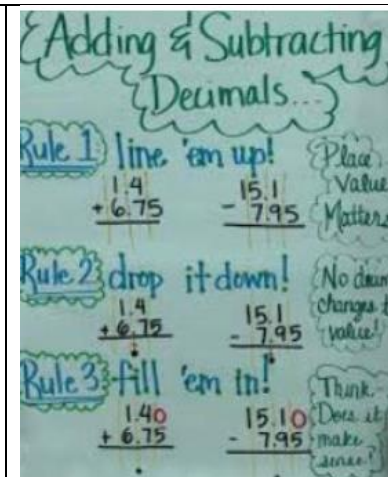 Adding & Subtracting
Decimals...
Rule 1 line 'em up!
1.4
+ 6.75
15.1
- 7.95
Place
Value
Matters
Rule 2 drop it down!
1.4
+ 6.75
.
15.1
- 7.95
.
No
changes
value!
Rule 3 fill 'em in!
1.40
+ 6.75
.
15.10
- 7.95
.
Think.
Does it
make
sense?